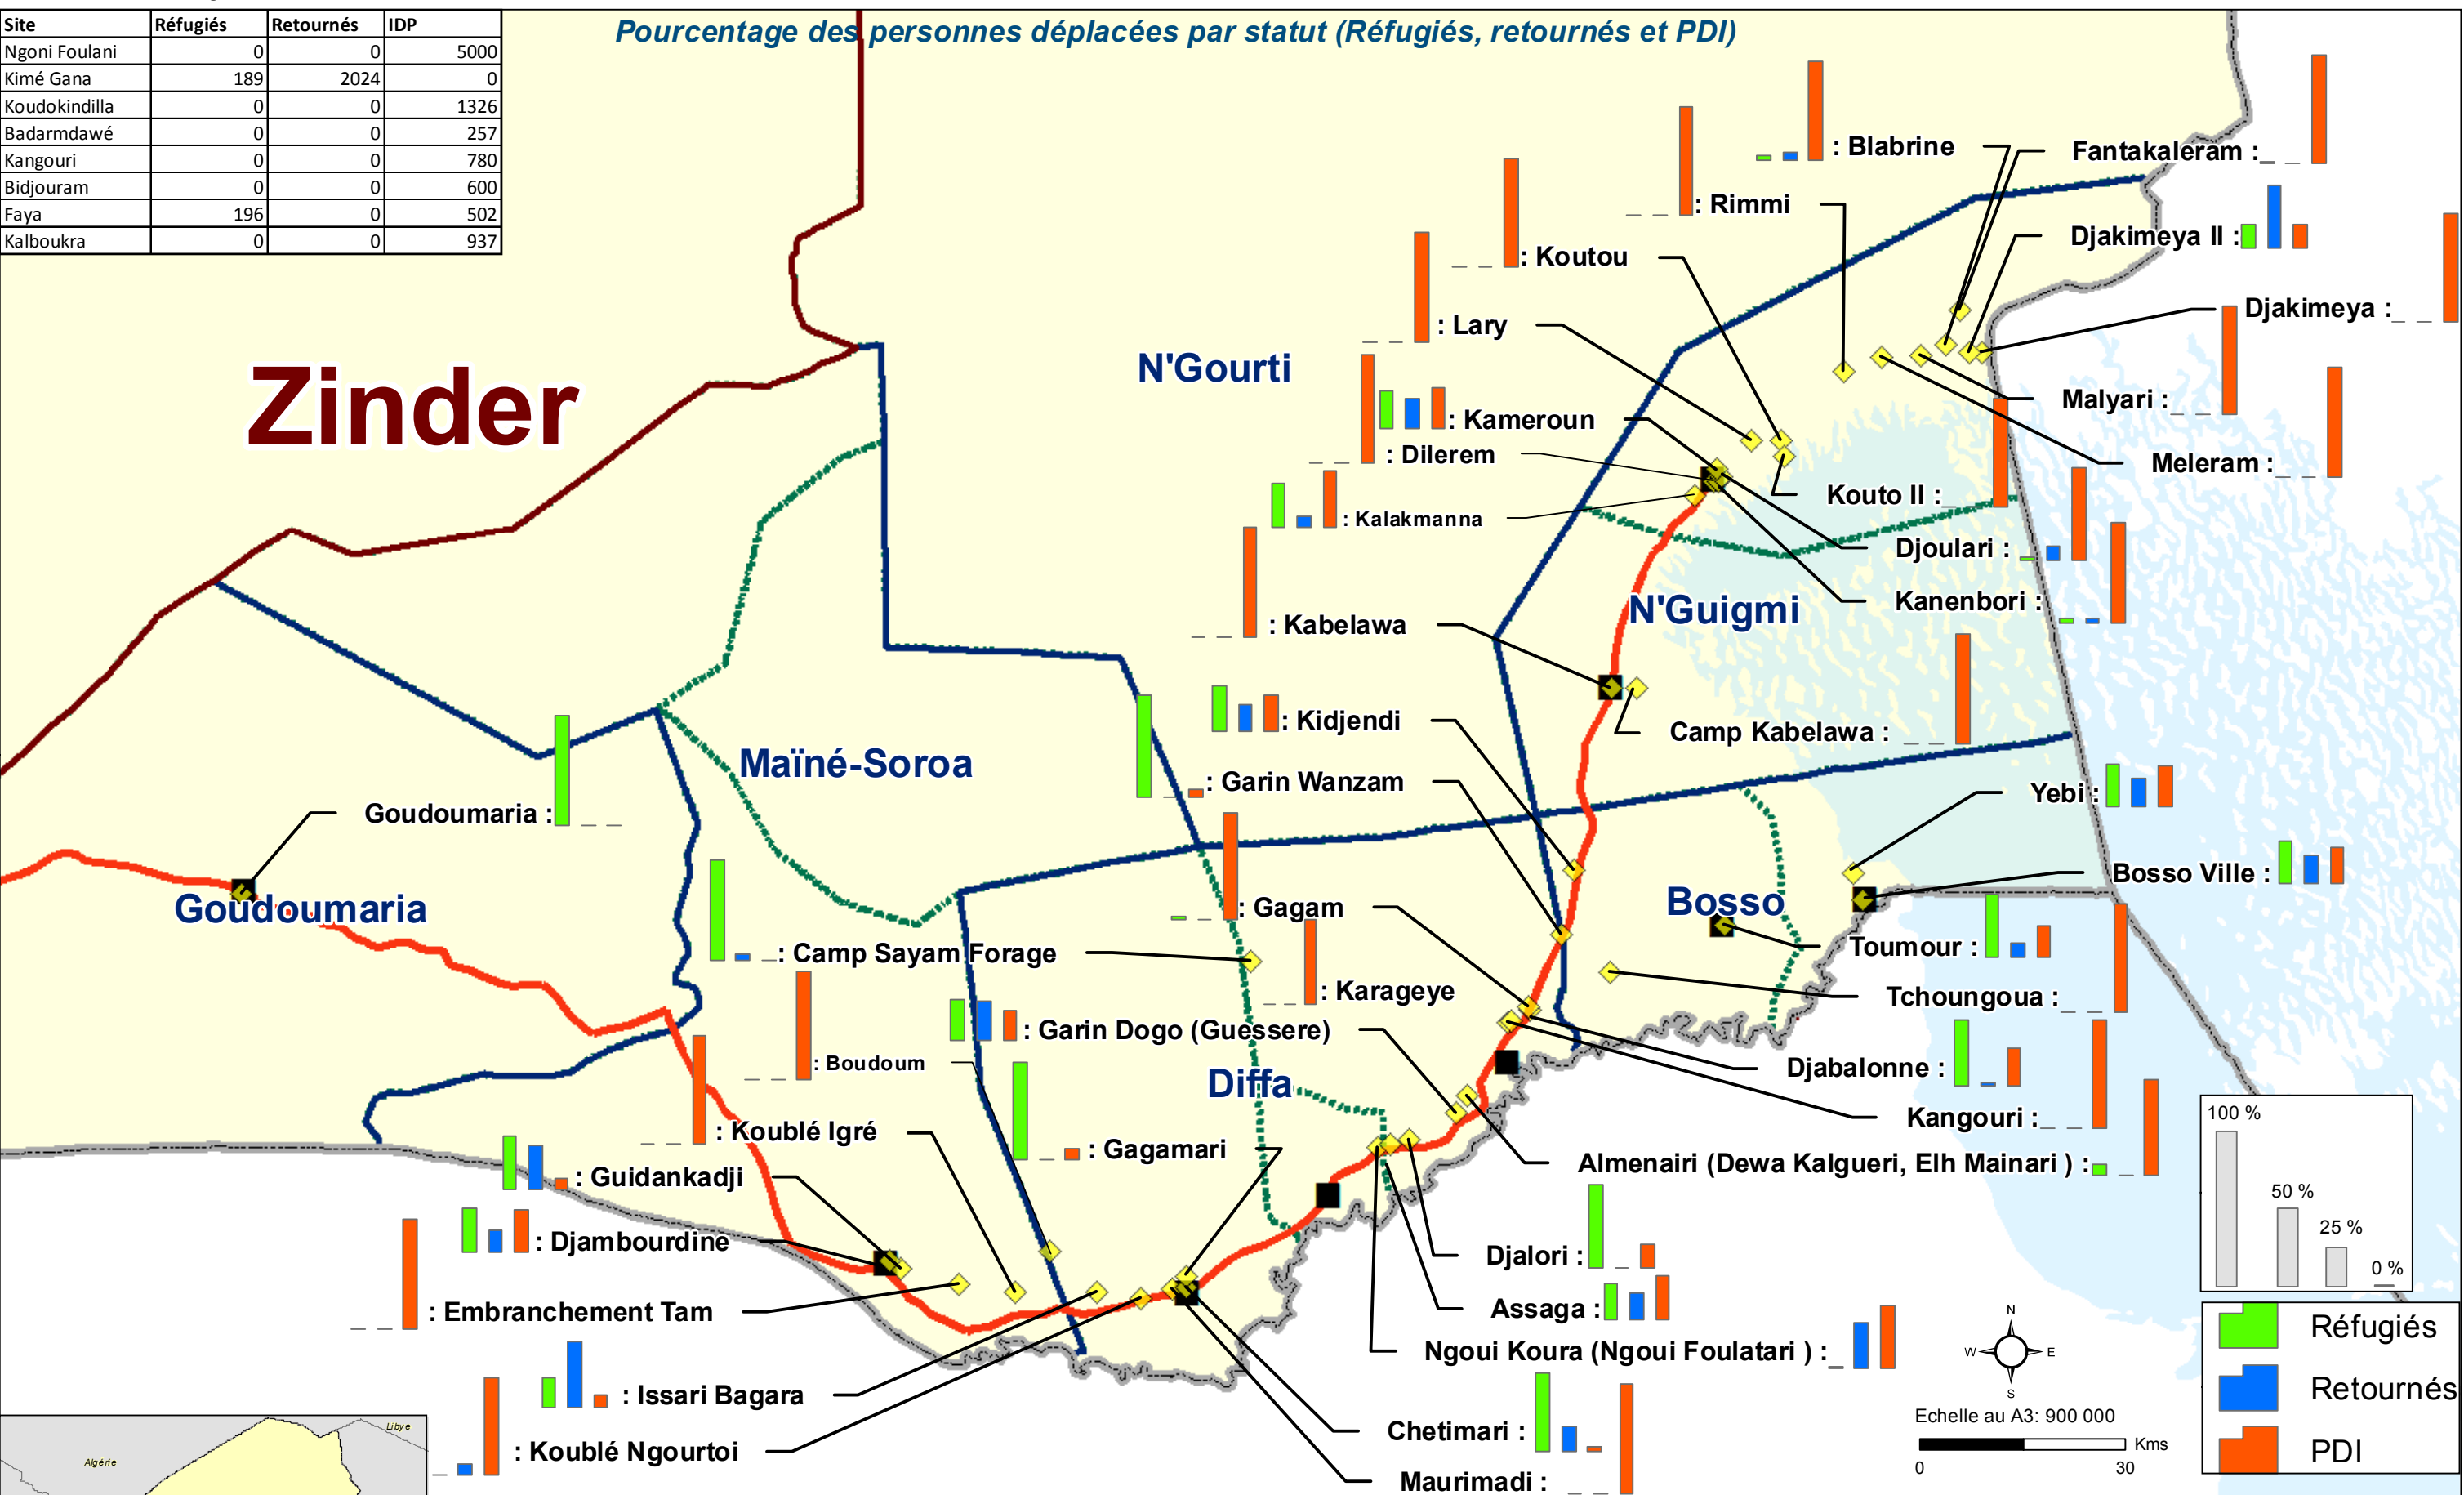 Pourcentage des personnes déplacées par statut (Réfugiés, retournés et PDI)
Site Réfugiés Retournés IDP
Ngoni Foulani 0 0 5000
Kimé Gana 189 2024 0
Koudokindilla 0 0 1326
Badarmdawé 0 0 257
Kangouri 0 0 780
Bidjouram 0 0 600
Faya 196 0 502
Kalboukra 0 0 937
: Blabrine
Fantakaleram :
: Rimmi
Djakimeya II :
: Koutou
Djakimeya :
: Lary
N'Gourti
Zinder
Malyari :
: Kameroun
: Dilerem
Meleram :
Kouto II :
: Kalakmanna
Djoulari :
Kanenbori :
N'Guigmi
: Kabelawa
: Kidjendi
Camp Kabelawa :
Maïné-Soroa
: Garin Wanzam
Yebi :
Goudoumaria :
Bosso Ville :
Goudoumaria
: Gagam
Bosso
Toumour :
: Camp Sayam Forage
: Karageye
Tchoungoua :
: Garin Dogo (Guessere)
: Boudoum
Djabalonne :
Diffa
Kangouri :
: Koublé Igré
: Gagamari
Almenairi (Dewa Kalgueri, Elh Mainari ) :
: Guidankadji
: Djambourdine
Djalori :
: Embranchement Tam
Assaga :
Ngoui Koura (Ngoui Foulatari ) :
: Issari Bagara
Chetimari :
: Koublé Ngourtoi
Maurimadi :
100 %
50 %
25 %
0 %
Réfugiés
Retournés
PDI
N
W E
S
Echelle au A3: 900 000
Kms
0 30
Libye
Algérie